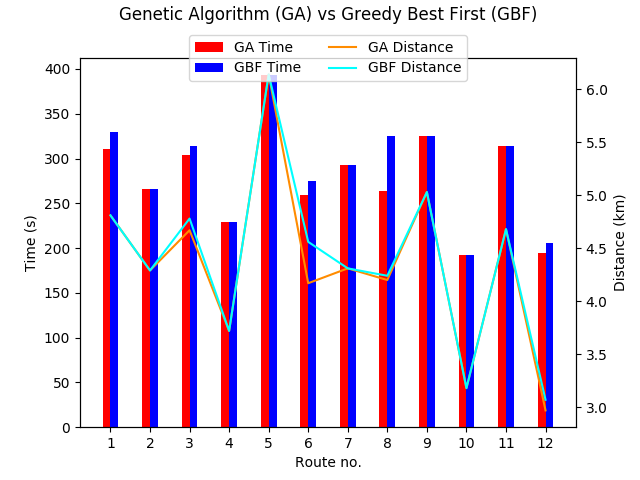 Genetic Algorithm (GA) vs Greedy Best First (GBF)
GA Time
GBF Time
GA Distance
GBF Distance
400
350
300
250
200
150
100
50
0
Time (s)
6.0
5.5
5.0
4.5
4.0
3.5
3.0
Distance (km)
1 2 3 4 5 6 7 8 9 10 11 12
Route no.